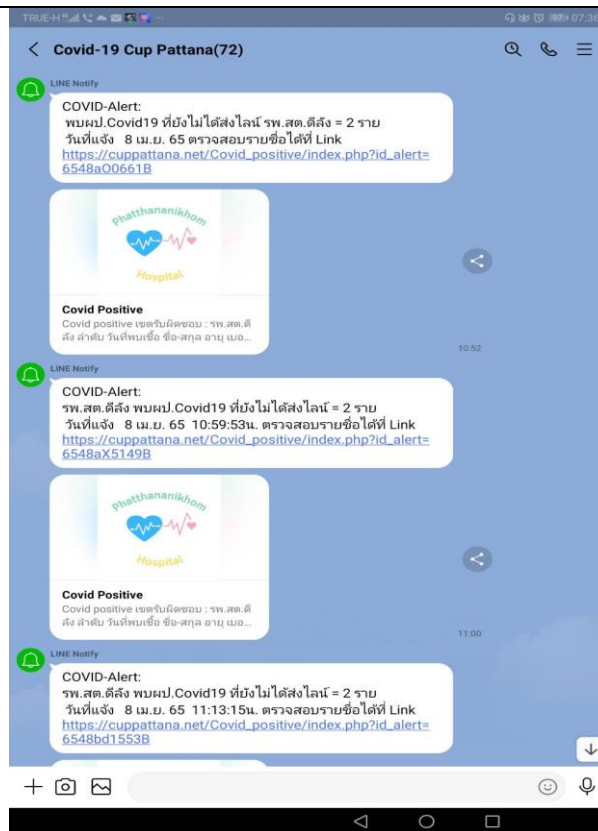 TRUE-H 07:36
Covid-19 Cup Pattana(72)
LINE Notify
COVID-Alert:
พบผป.Covid19 ที่ยังไม่ได้ส่งไลน์ รพ.สต.ดีลัง = 2 ราย
วันที่แจ้ง 8 เม.ย. 65 ตรวจสอบรายชื่อได้ที่ Link
https://cuppattana.net/Covid_positive/index.php?id_alert=
6548aO0661B
Phatthananikhom
Hospital
Covid Positive
Covid positive เขตรับผิดชอบ : รพ.สต.ดี
ลัง ลำดับ วันที่พบเชื้อ ชื่อ-สกุล อายุ เบอ...
10:52
LINE Notify
COVID-Alert:
รพ.สต.ดีลัง พบผป.Covid19 ที่ยังไม่ได้ส่งไลน์ = 2 ราย
วันที่แจ้ง 8 เม.ย. 65 10:59:53น. ตรวจสอบรายชื่อได้ที่ Link
https://cuppattana.net/Covid_positive/index.php?id_alert=
6548aX5149B
Phatthananikhom
Hospital
Covid Positive
Covid positive เขตรับผิดชอบ : รพ.สต.ดี
ลัง ลำดับ วันที่พบเชื้อ ชื่อ-สกุล อายุ เบอ...
11:00
LINE Notify
COVID-Alert:
รพ.สต.ดีลัง พบผป.Covid19 ที่ยังไม่ได้ส่งไลน์ = 2 ราย
วันที่แจ้ง 8 เม.ย. 65 11:13:15น. ตรวจสอบรายชื่อได้ที่ Link
https://cuppattana.net/Covid_positive/index.php?id_alert=
6548bd1553B